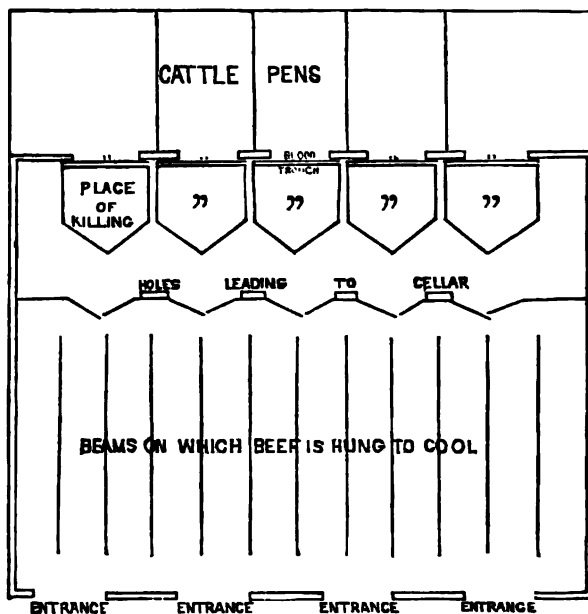 CATTLE PENS
" " BLOOD " "
TROUGH
PLACE
OF
KILLING " " " "
HOLES LEADING TO CELLAR
BEAMS ON WHICH BEEF IS HUNG TO COOL
ENTRANCE ENTRANCE ENTRANCE ENTRANCE